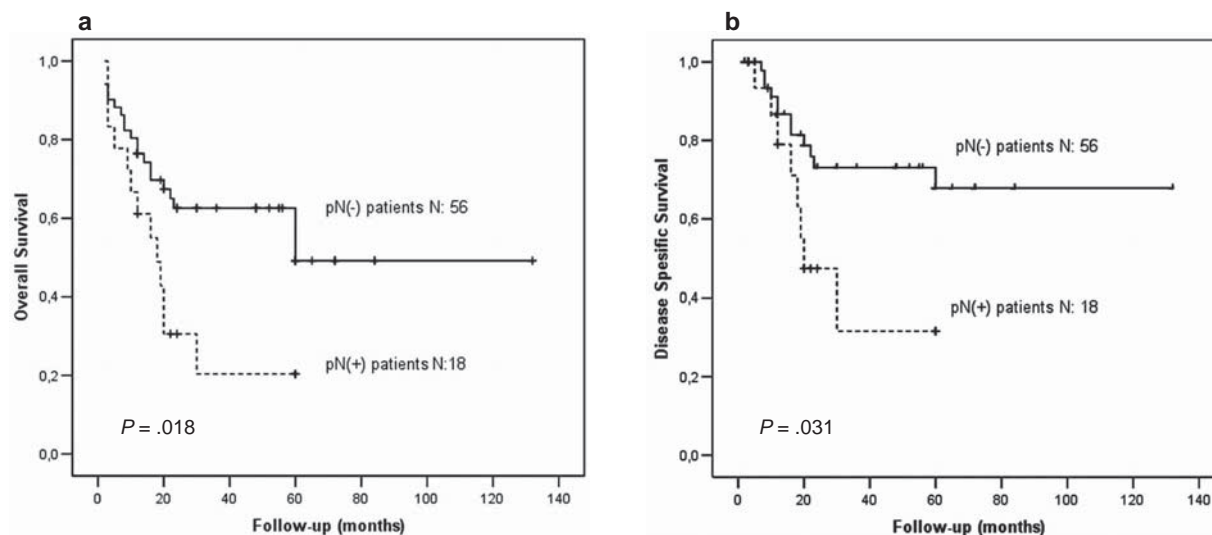 a
Overall Survival
1,0
0,8
0,6
0,4
0,2
0,0
pN(-) patients N: 56
pN(+) patients N:18
P = .018
0 20 40 60 80 100 120 140
Follow-up (months)
b
Disease Spesific Survival
1,0
0,8
0,6
0,4
0,2
0,0
pN(-) patients N: 56
pN(+) patients N: 18
P = .031
0 20 40 60 80 100 120 140
Follow-up (months)